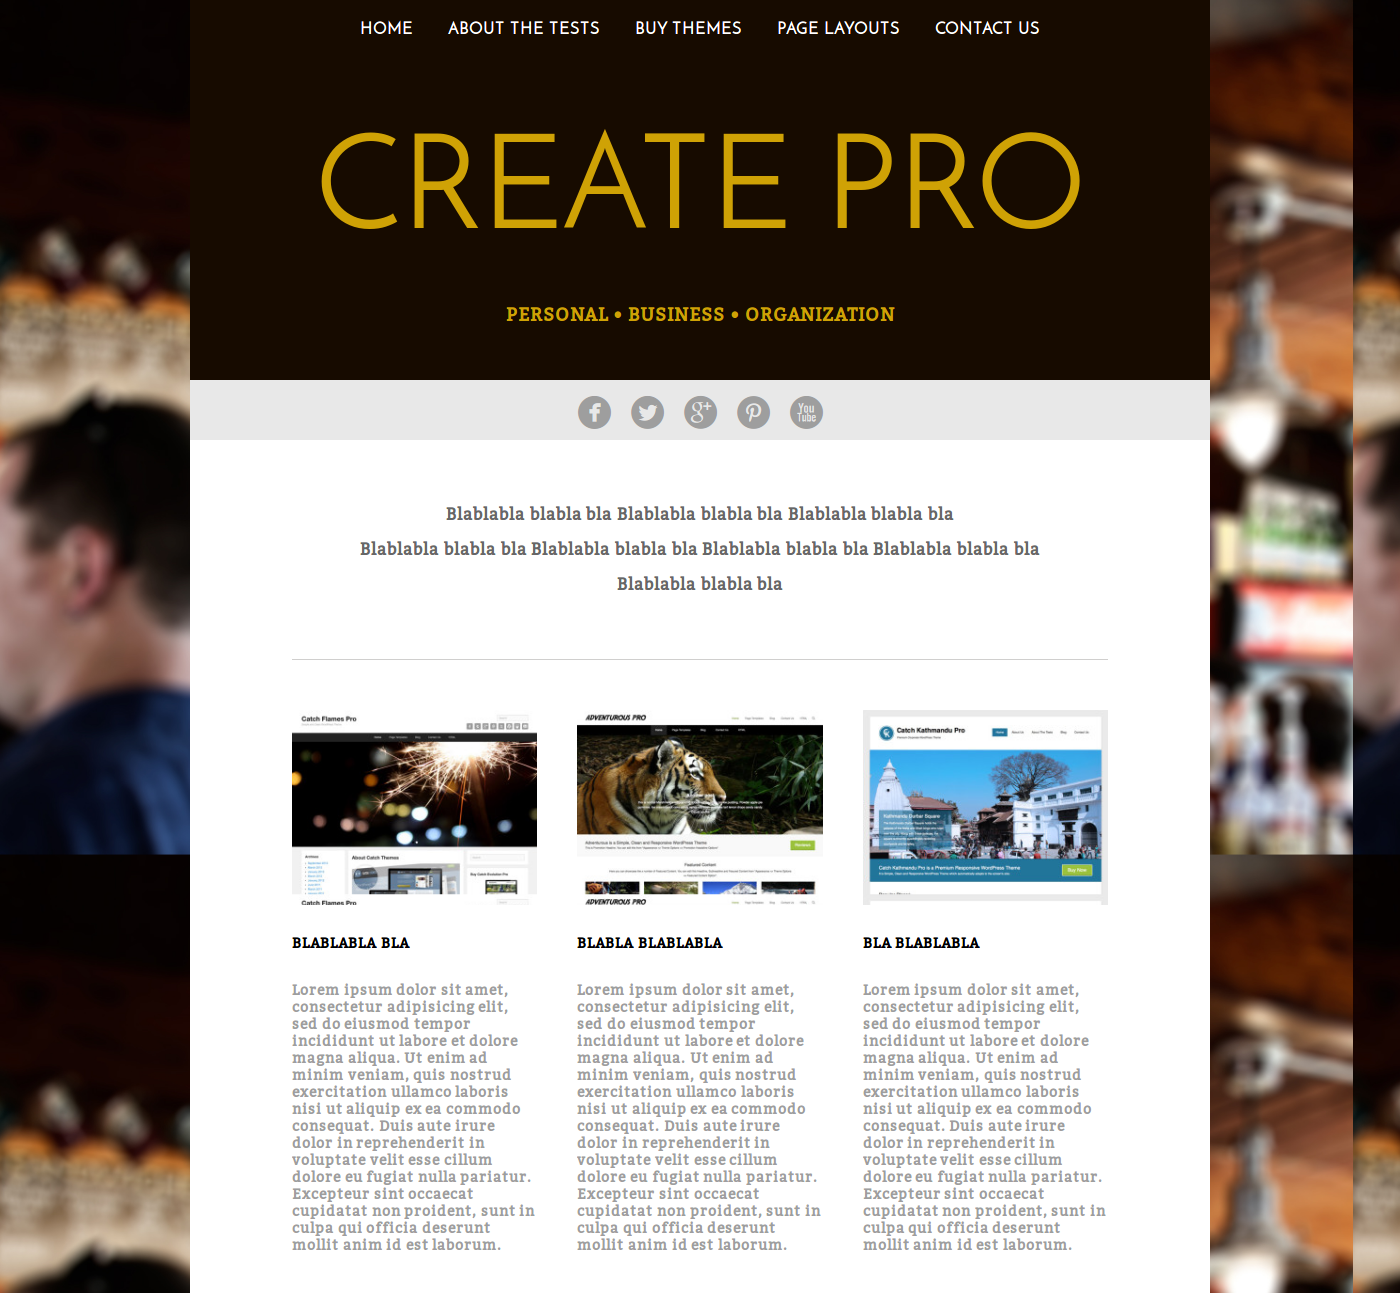 HOME ABOUT THE TESTS BUY THEMES PAGE LAYOUTS CONTACT US
CREATE PRO
PERSONAL • BUSINESS • ORGANIZATION
You
Tube
Blablabla blabla bla Blablabla blabla bla Blablabla blabla bla
Blablabla blabla bla Blablabla blabla bla Blablabla blabla bla Blablabla blabla bla
Blablabla blabla bla
Catch Flames Pro
About Catch Themes
Catch Flames Pro
ADVENTUROUS PRO
Adventurous is a Simple, Clean and Responsive WordPress Theme
Featured Content
ADVENTUROUS PRO
Catch Kathmandu Pro
Kathmandu Durbar Square
Catch Kathmandu Pro is a Premium Responsive WordPress Theme
Buy Now
BLABLABLA BLA
Lorem ipsum dolor sit amet,
consectetur adipisicing elit,
sed do eiusmod tempor
incididunt ut labore et dolore
magna aliqua. Ut enim ad
minim veniam, quis nostrud
exercitation ullamco laboris
nisi ut aliquip ex ea commodo
consequat. Duis aute irure
dolor in reprehenderit in
voluptate velit esse cillum
dolore eu fugiat nulla pariatur.
Excepteur sint occaecat
cupidatat non proident, sunt in
culpa qui officia deserunt
mollit anim id est laborum.
BLABLA BLABLABLA
Lorem ipsum dolor sit amet,
consectetur adipisicing elit,
sed do eiusmod tempor
incididunt ut labore et dolore
magna aliqua. Ut enim ad
minim veniam, quis nostrud
exercitation ullamco laboris
nisi ut aliquip ex ea commodo
consequat. Duis aute irure
dolor in reprehenderit in
voluptate velit esse cillum
dolore eu fugiat nulla pariatur.
Excepteur sint occaecat
cupidatat non proident, sunt in
culpa qui officia deserunt
mollit anim id est laborum.
BLA BLABLABLA
Lorem ipsum dolor sit amet,
consectetur adipisicing elit,
sed do eiusmod tempor
incididunt ut labore et dolore
magna aliqua. Ut enim ad
minim veniam, quis nostrud
exercitation ullamco laboris
nisi ut aliquip ex ea commodo
consequat. Duis aute irure
dolor in reprehenderit in
voluptate velit esse cillum
dolore eu fugiat nulla pariatur.
Excepteur sint occaecat
cupidatat non proident, sunt in
culpa qui officia deserunt
mollit anim id est laborum.